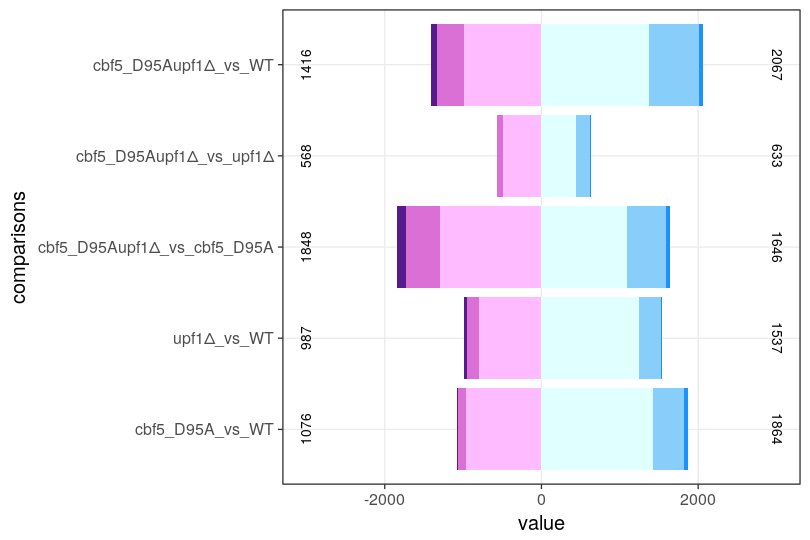 comparisons
cbf5_D95Aupf1Δ_vs_WT 1416 2067
cbf5_D95Aupf1Δ_vs_upf1Δ 568 633
cbf5_D95Aupf1Δ_vs_cbf5_D95A 1848 1646
upf1Δ_vs_WT 987 1537
cbf5_D95A_vs_WT 1076 1864
-2000 0 2000
value